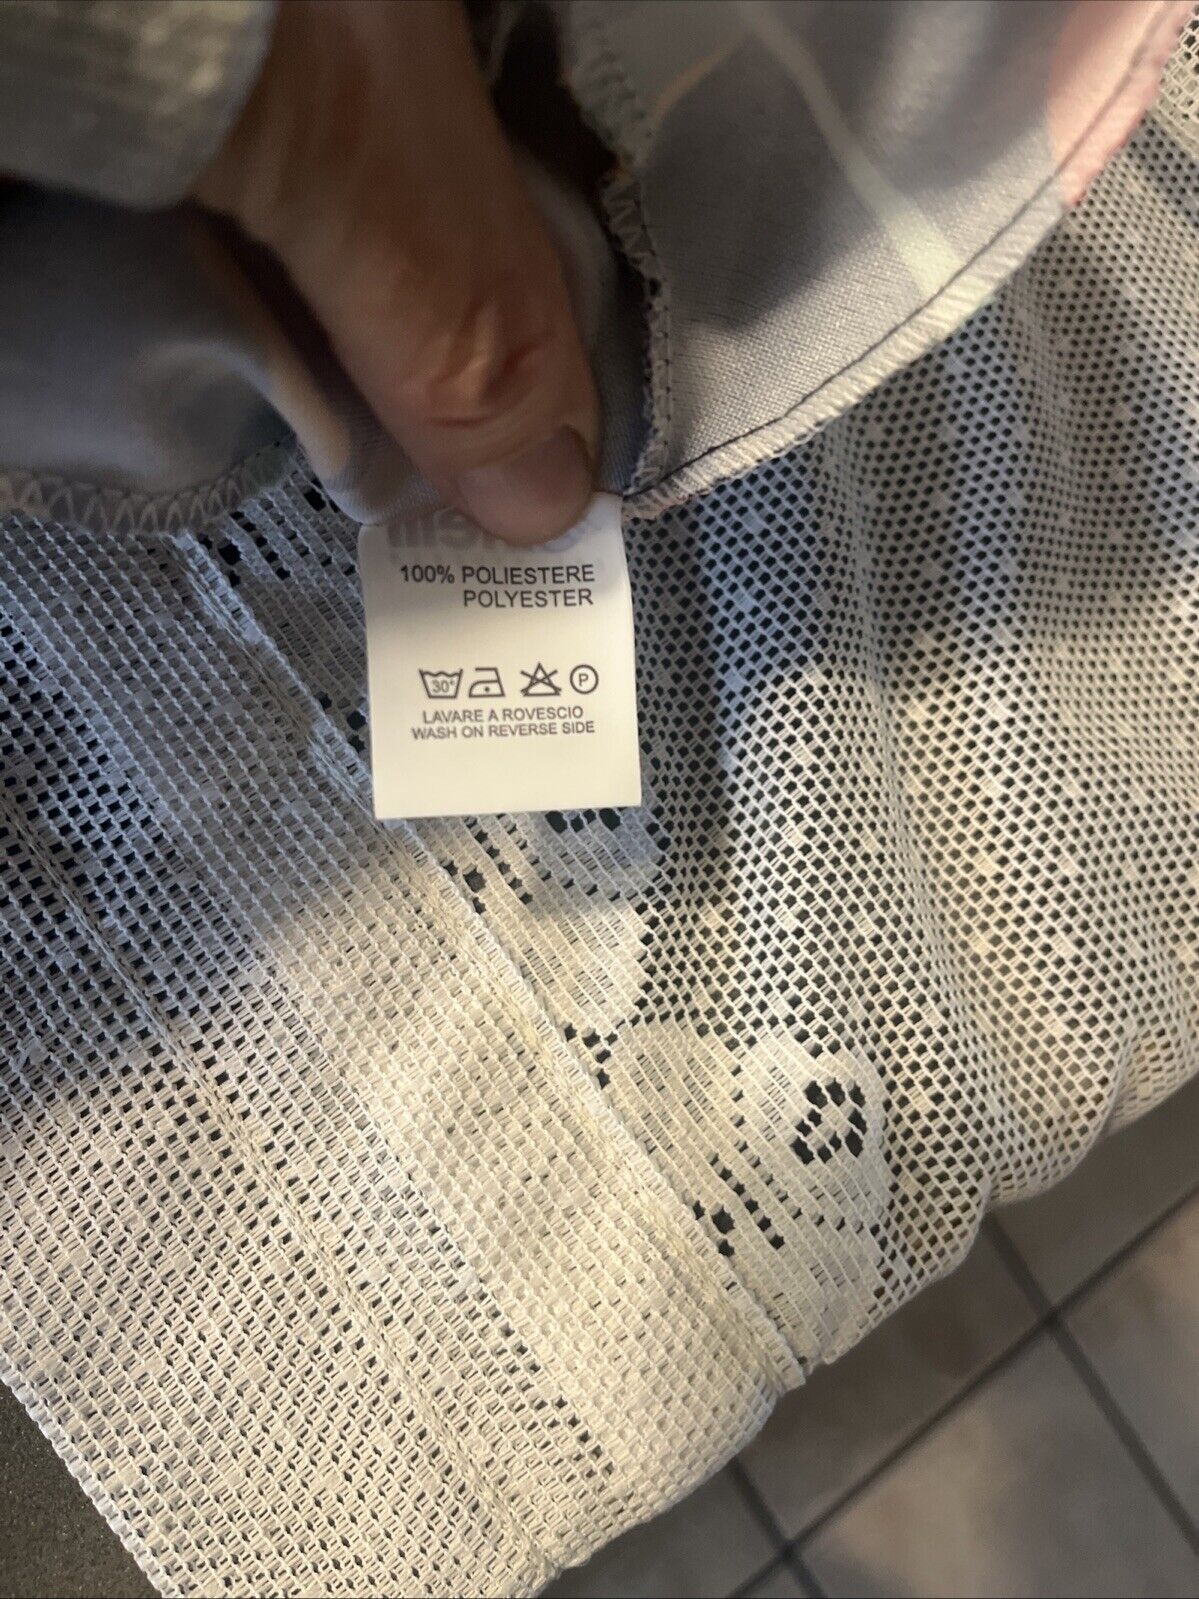 100% POLIESTERE
POLYESTER
30° P
LAVARE A ROVESCIO
WASH ON REVERSE SIDE